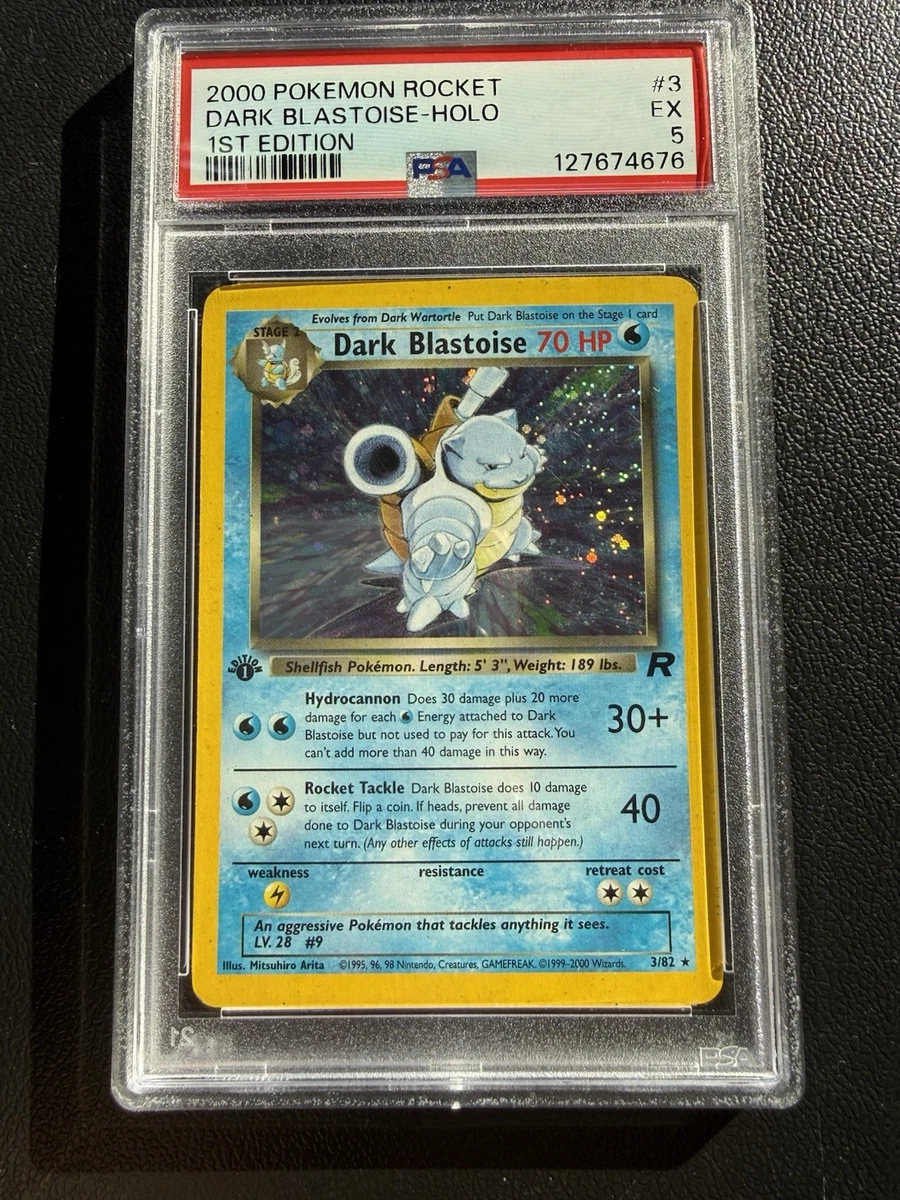 2000 POKEMON ROCKET #3
DARK BLASTOISE-HOLO EX
1ST EDITION 5
PSA 127674676
Evolves from Dark Wartortle Put Dark Blastoise on the Stage 1 card
STAGE 2
Dark Blastoise 70 HP
EDITION 1
Shellfish Pokémon. Length: 5' 3", Weight: 189 lbs.
R
Hydrocannon Does 30 damage plus 20 more
damage for each Energy attached to Dark
Blastoise but not used to pay for this attack. You
can't add more than 40 damage in this way.
30+
Rocket Tackle Dark Blastoise does 10 damage
to itself. Flip a coin. If heads, prevent all damage
done to Dark Blastoise during your opponent's
next turn. (Any other effects of attacks still happen.)
40
weakness resistance retreat cost
An aggressive Pokémon that tackles anything it sees.
LV. 28 #9
Illus. Mitsuhiro Arita ©1995, 96, 98 Nintendo, Creatures, GAMEFREAK. ©1999-2000 Wizards. 3/82 ★
PSA